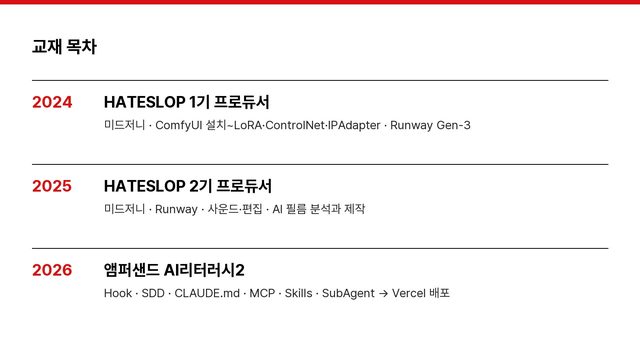 교재 목차
2024
HATESLOP 1기 프로듀서
미드저니 · ComfyUI 설치~LoRA·ControlNet·IPAdapter · Runway Gen-3
2025
HATESLOP 2기 프로듀서
미드저니 · Runway · 사운드·편집 · AI 필름 분석과 제작
2026
앰퍼샌드 AI리터러시2
Hook · SDD · CLAUDE.md · MCP · Skills · SubAgent → Vercel 배포